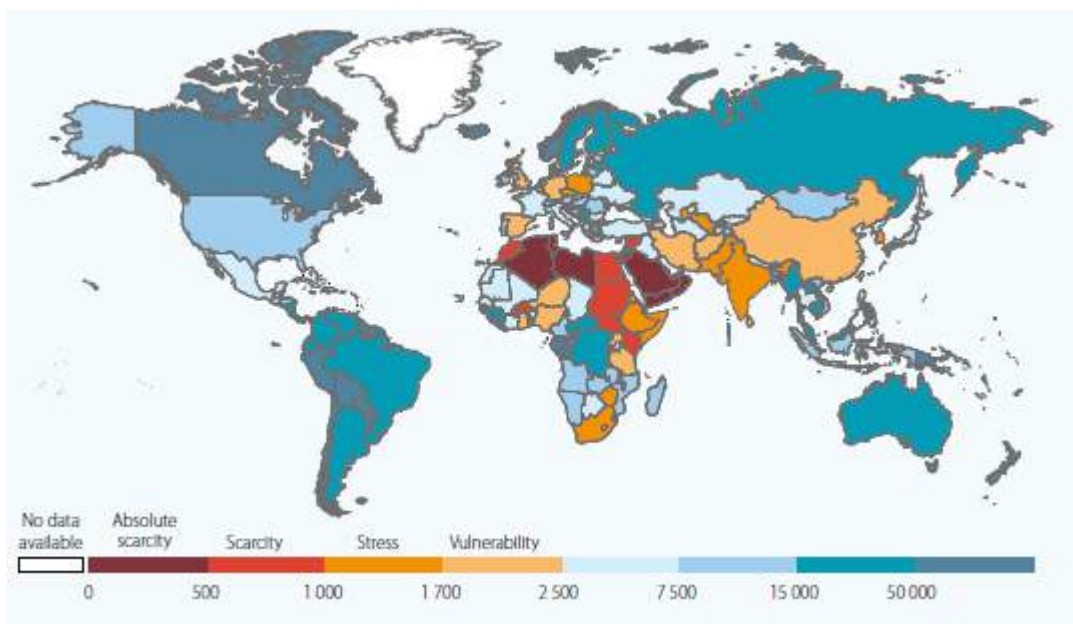 No data available
Absolute scarcity
Scarcity
Stress
Vulnerability
0 500 1 000 1 700 2 500 7 500 15 000 50 000